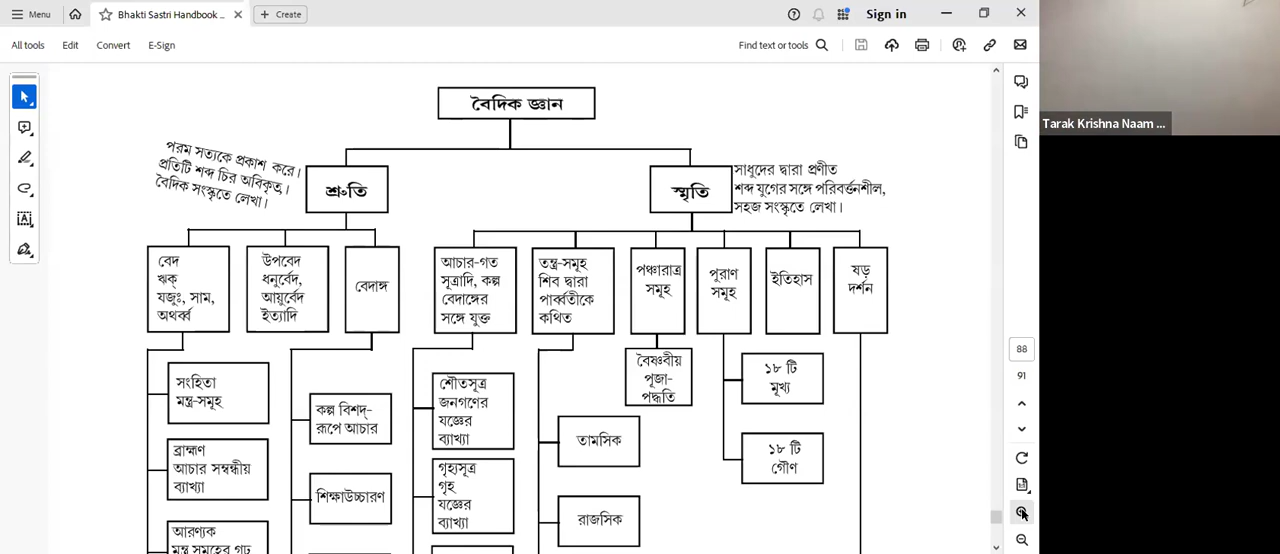 Menu
Bhakti Sastri Handbook ...
Create
Sign in
All tools
Edit
Convert
E-Sign
Find text or tools
Tarak Krishna Naam ...
বৈদিক জ্ঞান
পরম সত্যকে প্রকাশ করে।
প্রতিটি শব্দ চির অবিকৃত,।
বৈদিক সংস্কৃতে লেখা।
শ্রুতি
স্মৃতি
সাধুদের দ্বারা প্রণীত
শব্দ যুগের সঙ্গে পরিবর্ত্তনশীল,
সহজ সংস্কৃতে লেখা।
বেদ
ঋক্
যজুঃ, সাম,
অথর্ব্ব
উপবেদ
ধনুর্বেদ,
আয়ুর্বেদ
ইত্যাদি
বেদাঙ্গ
আচার-গত
সূত্রাদি, কল্প
বেদাঙ্গের
সঙ্গে যুক্ত
তন্ত্র-সমূহ
শিব দ্বারা
পার্ব্বতীকে
কথিত
পঞ্চারাত্র
সমূহ
পুরাণ
সমূহ
ইতিহাস
ষড়
দর্শন
সংহিতা
মন্ত্র-সমূহ
ব্রাহ্মণ
আচার সম্বন্ধীয়
ব্যাখ্যা
আরণ্যক
কল্প বিশদ্-
রূপে আচার
শিক্ষাউচ্চারণ
শৌতসূত্র
জনগণের
যজ্ঞের
ব্যাখ্যা
গৃহ্যসূত্র
গৃহ
যজ্ঞের
ব্যাখ্যা
তামসিক
রাজসিক
বৈষ্ণবীয়
পূজা-
পদ্ধতি
১৮ টি
মূখ্য
১৮ টি
গৌণ
88
91